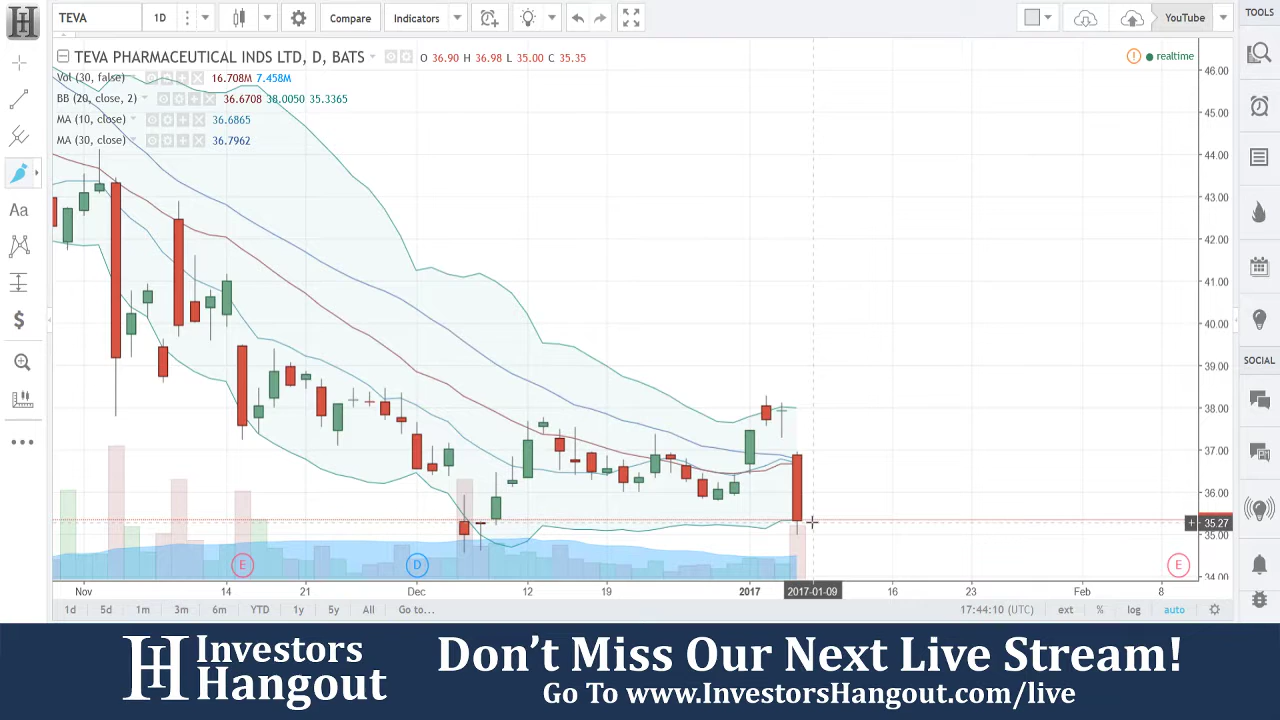 TEVA
1D
Compare
Indicators
YouTube
TOOLS
TEVA PHARMACEUTICAL INDS LTD, D, BATS
O 36.90 H 36.98 L 35.00 C 35.35
realtime
Vol (30, false)
16.708M 7.458M
BB (20, close, 2)
36.6708 38.0050 35.3365
MA (10, close)
36.6865
MA (30, close)
36.7962
Aa
$
46.00
45.00
44.00
43.00
42.00
41.00
40.00
39.00
38.00
37.00
36.00
35.27
35.00
34.00
SOCIAL
E
D
E
Nov
14
21
Dec
12
19
2017
2017-01-09
16
23
Feb
8
1d
5d
1m
3m
6m
YTD
1y
5y
All
Go to...
17:44:10 (UTC)
ext
%
log
auto
Investors
Hangout
Don't Miss Our Next Live Stream!
Go To www.InvestorsHangout.com/live